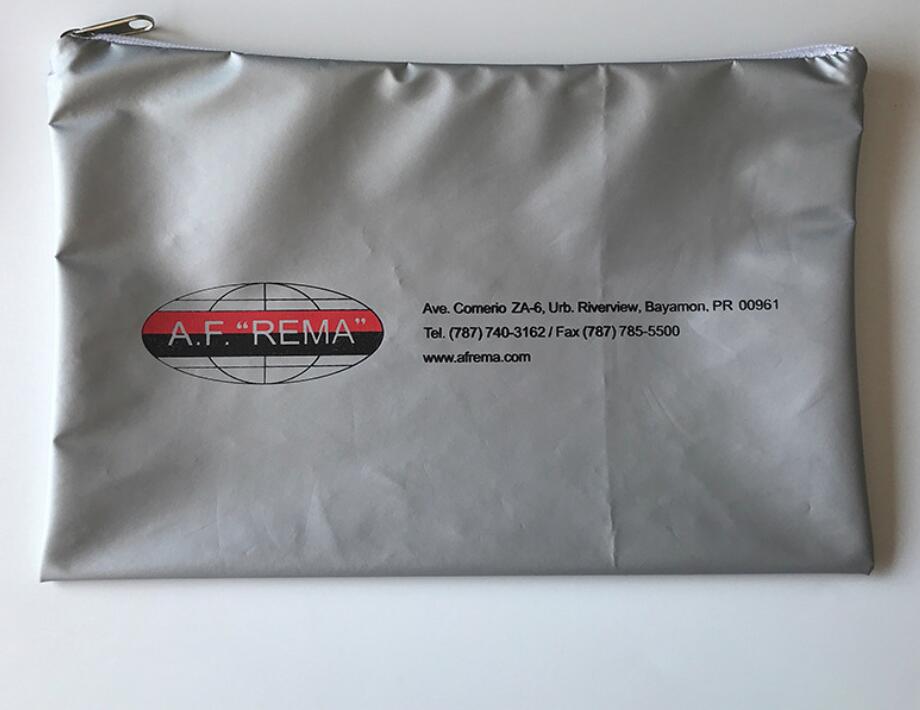 A.F. “REMA”
Ave. Comerio ZA-6, Urb. Riverview, Bayamon, PR 00961
Tel. (787) 740-3162 / Fax (787) 785-5500
www.afrema.com